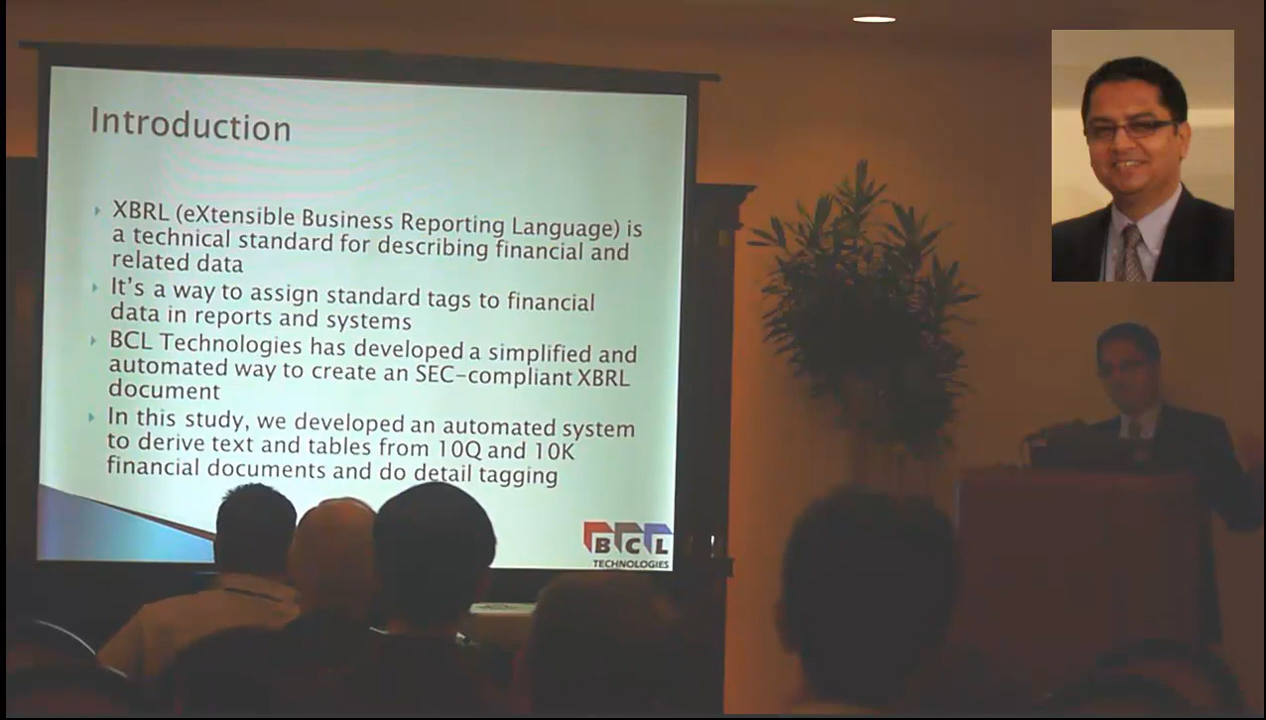 Introduction
XBRL (eXtensible Business Reporting Language) is
a technical standard for describing financial and
related data
It's a way to assign standard tags to financial
data in reports and systems
BCL Technologies has developed a simplified and
automated way to create an SEC-compliant XBRL
document
In this study, we developed an automated system
to derive text and tables from 10Q and 10K
financial documents and do detail tagging
BCL
TECHNOLOGIES